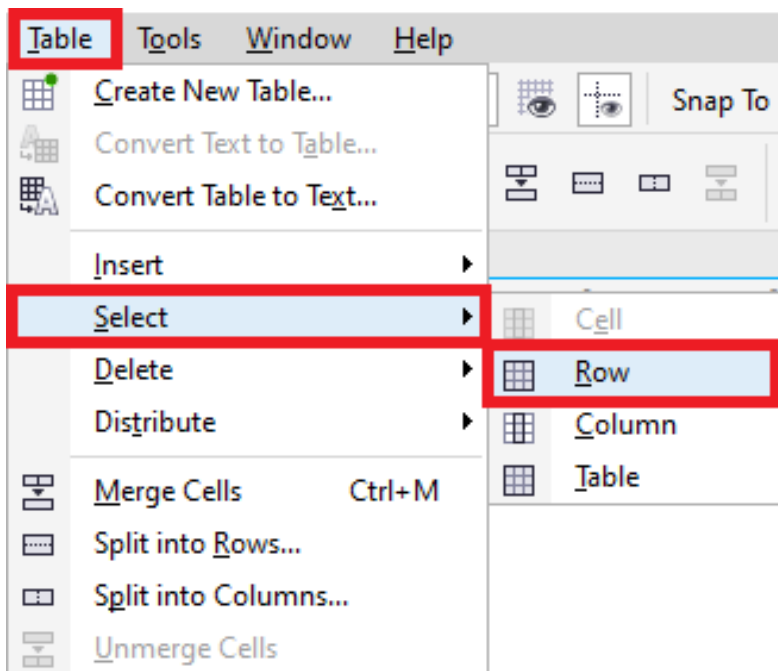 Table Tools Window Help
Create New Table...
Snap To
Convert Text to Table...
Convert Table to Text...
Insert
Select
Cell
Delete
Row
Distribute
Column
Table
Merge Cells Ctrl+M
Split into Rows...
Split into Columns...
Unmerge Cells